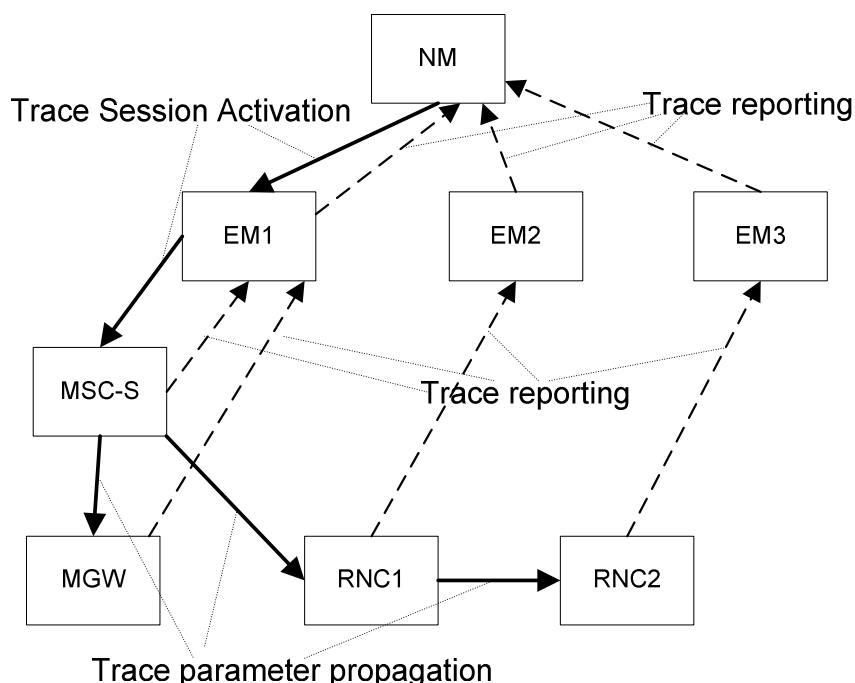 NM
Trace Session Activation
Trace reporting
EM1
EM2
EM3
MSC-S
Trace reporting
MGW
RNC1
RNC2
Trace parameter propagation